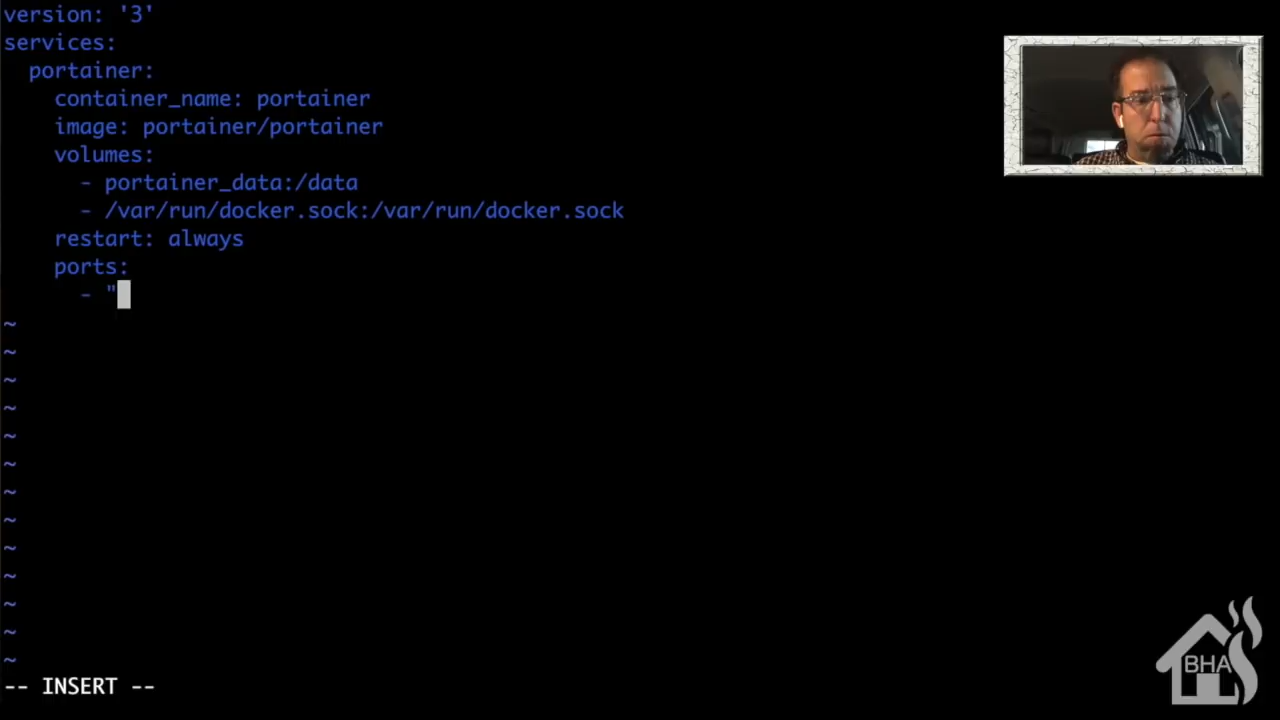 version: '3'
services:
  portainer:
    container_name: portainer
    image: portainer/portainer
    volumes:
      - portainer_data:/data
      - /var/run/docker.sock:/var/run/docker.sock
    restart: always
    ports:
      - "
~
~
~
~
~
~
~
~
~
~
~
~
~
-- INSERT --
BHA